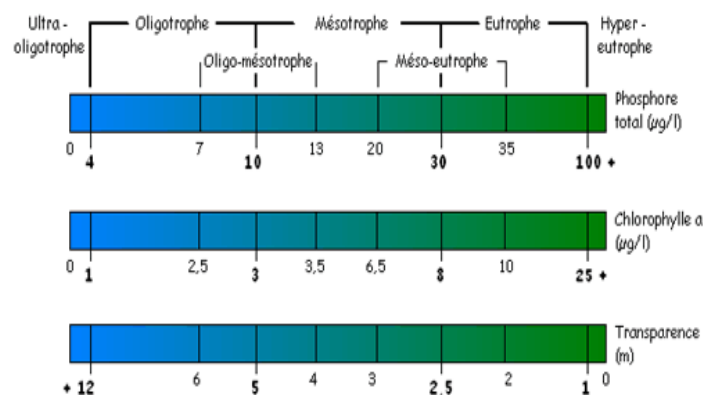 Ultra-
oligotrophe
Oligotrophe
Mésotrophe
Eutrophe
Hyper-
eutrophe
Oligo-mésotrophe
Méso-eutrophe
Phosphore
total (µg/l)
0 4 7 10 13 20 30 35 100 +
Chlorophylle a
(µg/l)
0 1 2,5 3 3,5 6,5 8 10 25 +
Transparence
(m)
+ 12 6 5 4 3 2,5 2 1 0